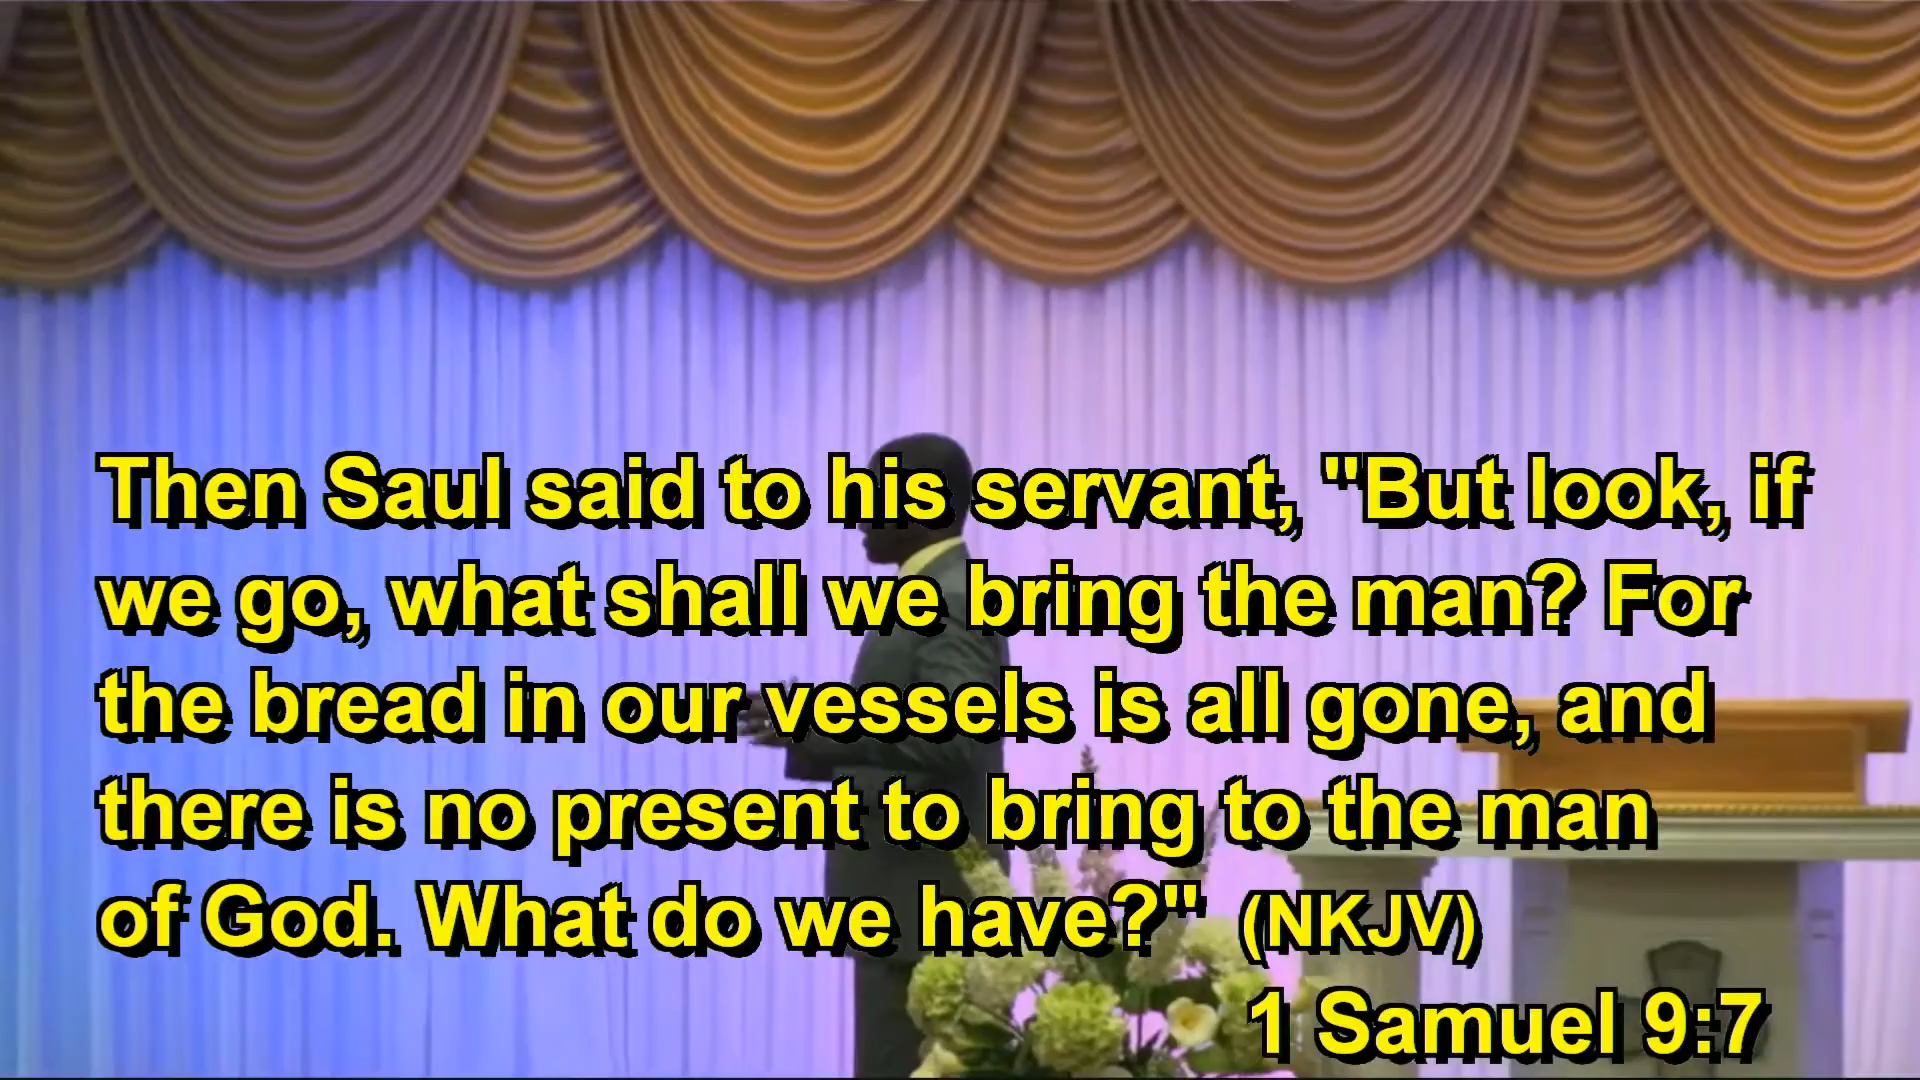 Then Saul said to his servant, "But look, if
we go, what shall we bring the man? For
the bread in our vessels is all gone, and
there is no present to bring to the man
of God. What do we have?" (NKJV)
1 Samuel 9:7